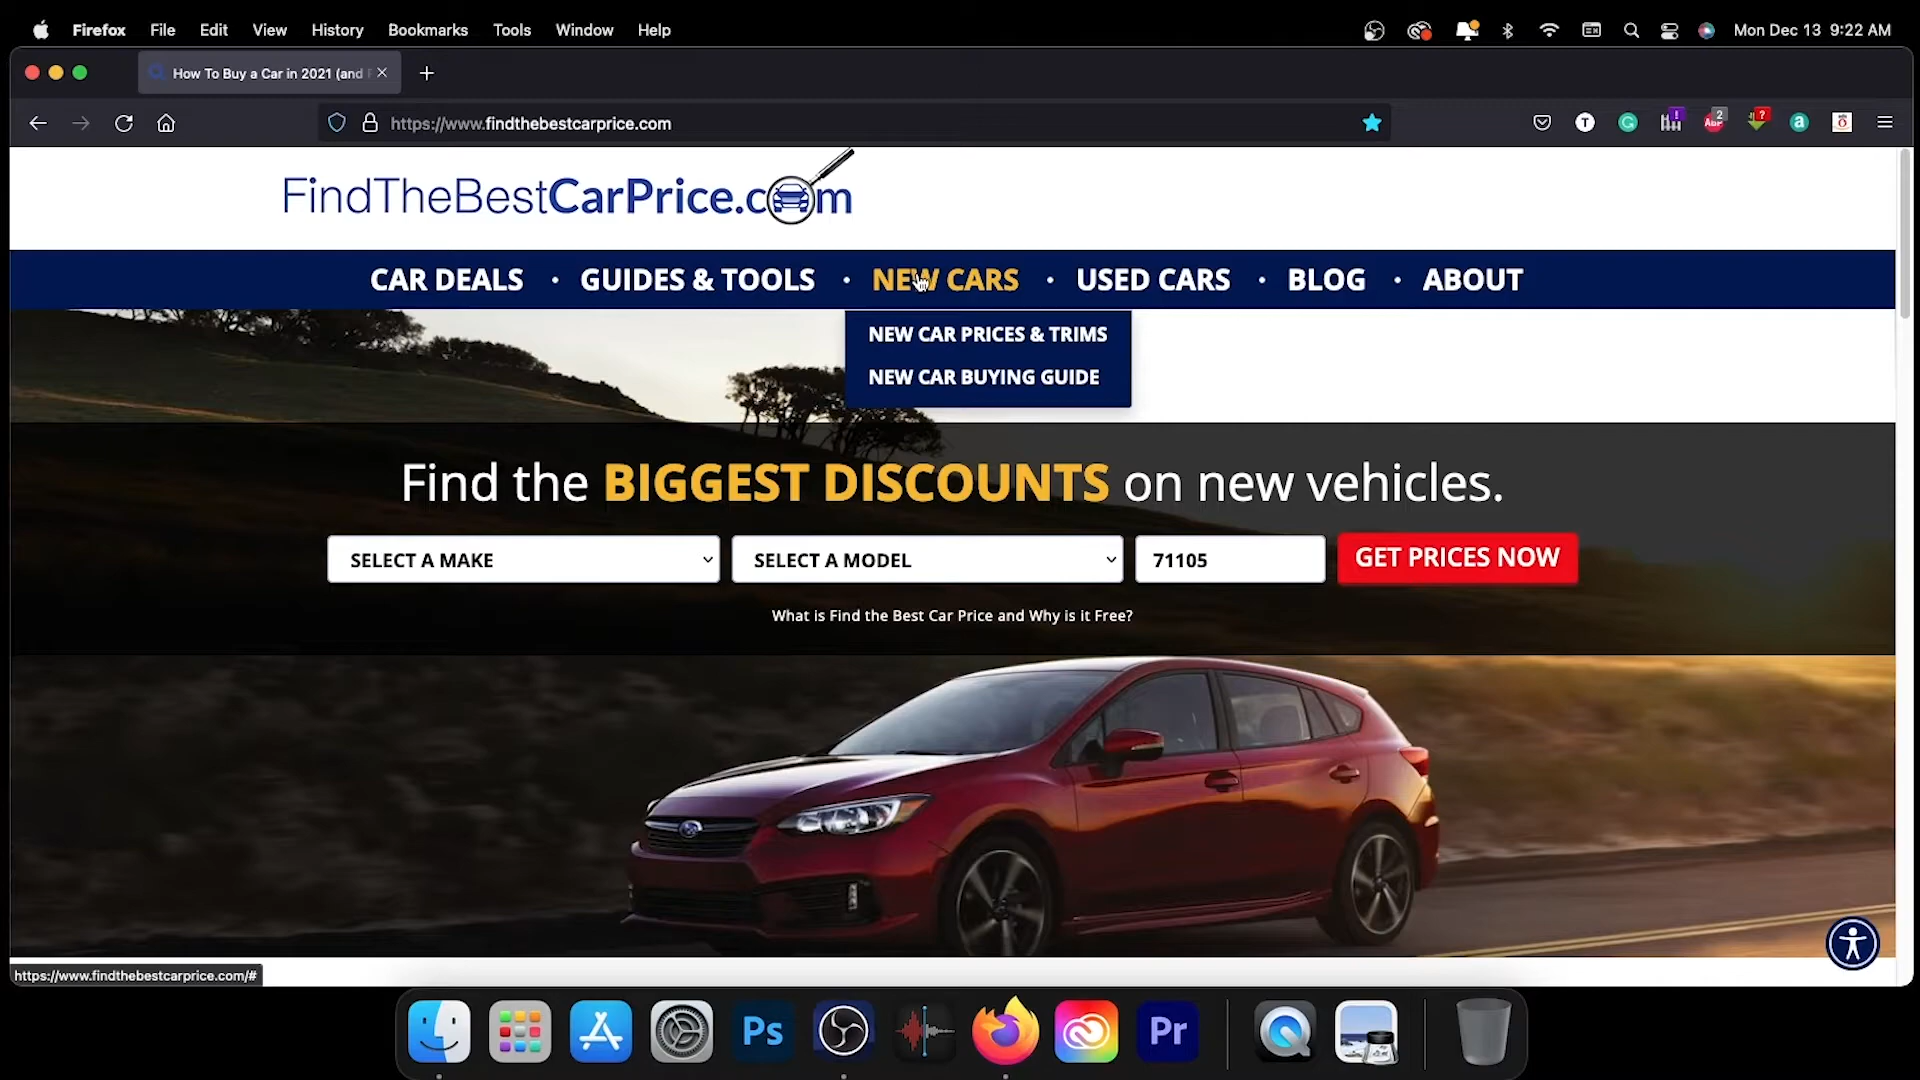 Firefox File Edit View History Bookmarks Tools Window Help Mon Dec 13 9:22 AM
How To Buy a Car in 2021 (and
https://www.findthebestcarprice.com
FindTheBestCarPrice.com
CAR DEALS • GUIDES & TOOLS • NEW CARS • USED CARS • BLOG • ABOUT
NEW CAR PRICES & TRIMS
NEW CAR BUYING GUIDE
Find the BIGGEST DISCOUNTS on new vehicles.
SELECT A MAKE SELECT A MODEL 71105 GET PRICES NOW
What is Find the Best Car Price and Why is it Free?
https://www.findthebestcarprice.com/#
Ps Pr